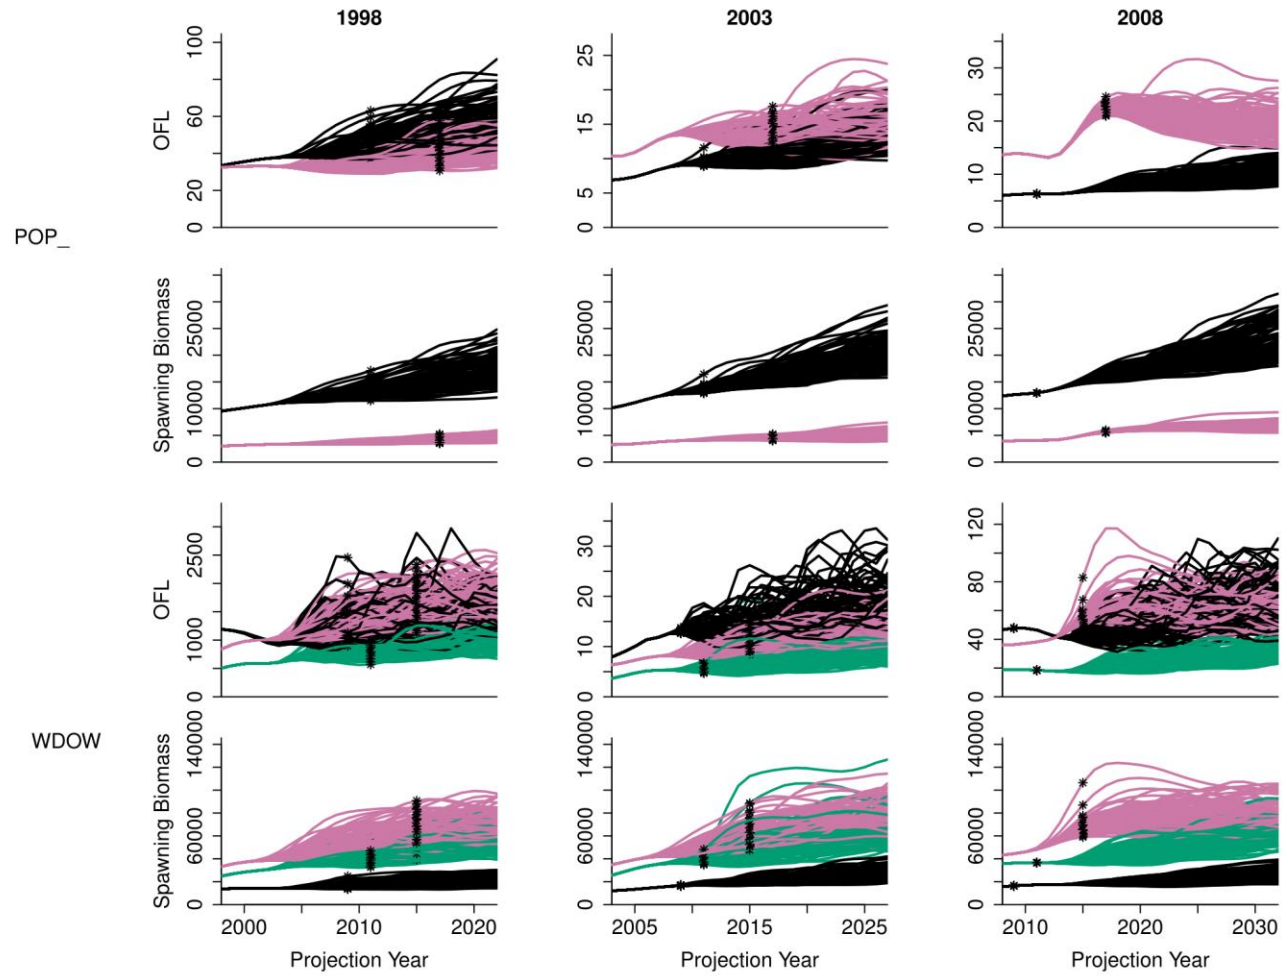 1998 2003 2008
POP_
OFL
0 20 60 100
0 5 15 25
0 10 20 30
Spawning Biomass
0 10000 25000
0 10000 25000
0 10000 25000
WDOW
OFL
0 1000 2500
0 10 20 30
0 40 80 120
Spawning Biomass
0 60000 140000
0 60000 140000
0 60000 140000
2000 2010 2020
2005 2015 2025
2010 2020 2030
Projection Year Projection Year Projection Year